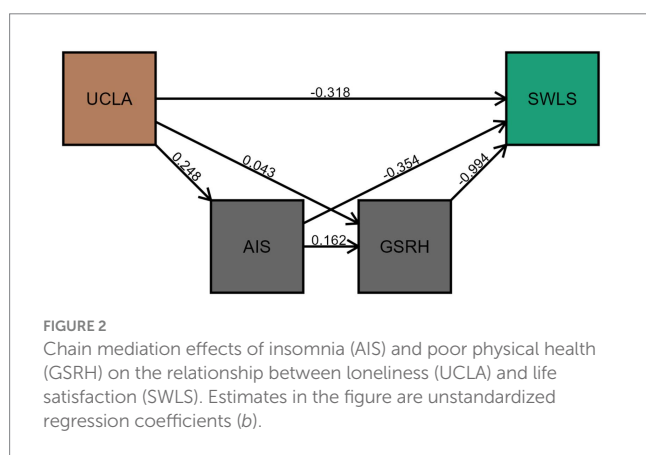 UCLA
-0.318
SWLS
0.248
0.043
-0.354
-0.994
AIS
0.162
GSRH
FIGURE 2
Chain mediation effects of insomnia (AIS) and poor physical health
(GSRH) on the relationship between loneliness (UCLA) and life
satisfaction (SWLS). Estimates in the figure are unstandardized
regression coefficients (b).